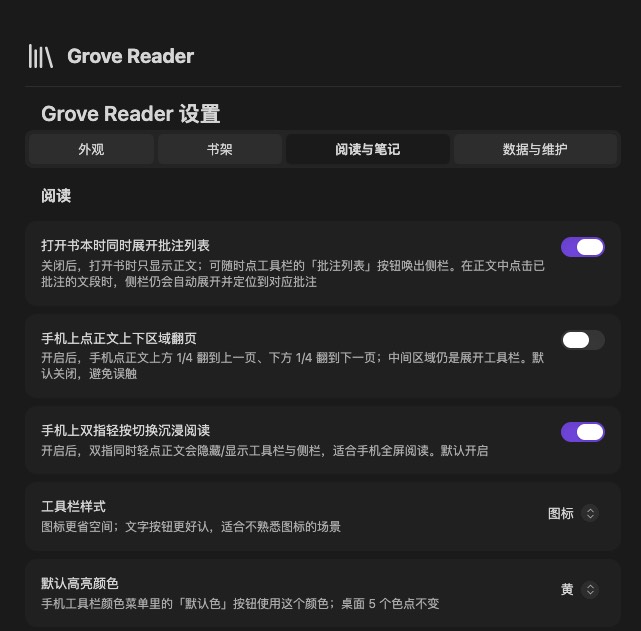 Grove Reader
Grove Reader 设置
外观 书架 阅读与笔记 数据与维护
阅读
打开书本时同时展开批注列表
关闭后，打开书时只显示正文；可随时点工具栏的「批注列表」按钮唤出侧栏。在正文中点击已
批注的文段时，侧栏仍会自动展开并定位到对应批注
手机上点正文上下区域翻页
开启后，手机点正文上方 1/4 翻到上一页、下方 1/4 翻到下一页；中间区域仍是展开工具栏。默
认关闭，避免误触
手机上双指轻按切换沉浸阅读
开启后，双指同时轻点正文会隐藏/显示工具栏与侧栏，适合手机全屏阅读。默认开启
工具栏样式
图标更省空间；文字按钮更好认，适合不熟悉图标的场景
图标
默认高亮颜色
手机工具栏颜色菜单里的「默认色」按钮使用这个颜色；桌面 5 个色点不变
黄